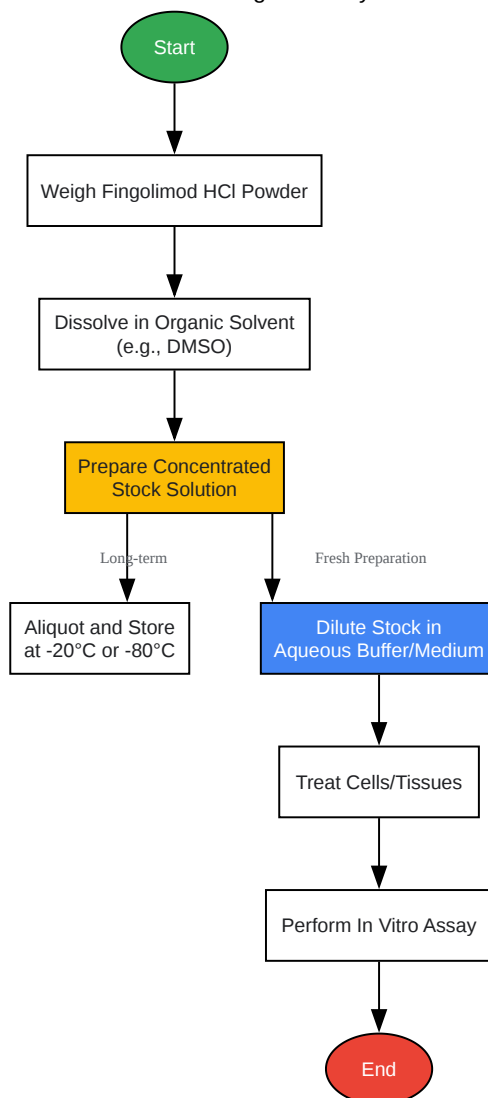 Start
Weigh Fingolimod HCl Powder
Dissolve in Organic Solvent
(e.g., DMSO)
Prepare Concentrated
Stock Solution
Long-term
Fresh Preparation
Aliquot and Store
at -20°C or -80°C
Dilute Stock in
Aqueous Buffer/Medium
Treat Cells/Tissues
Perform In Vitro Assay
End